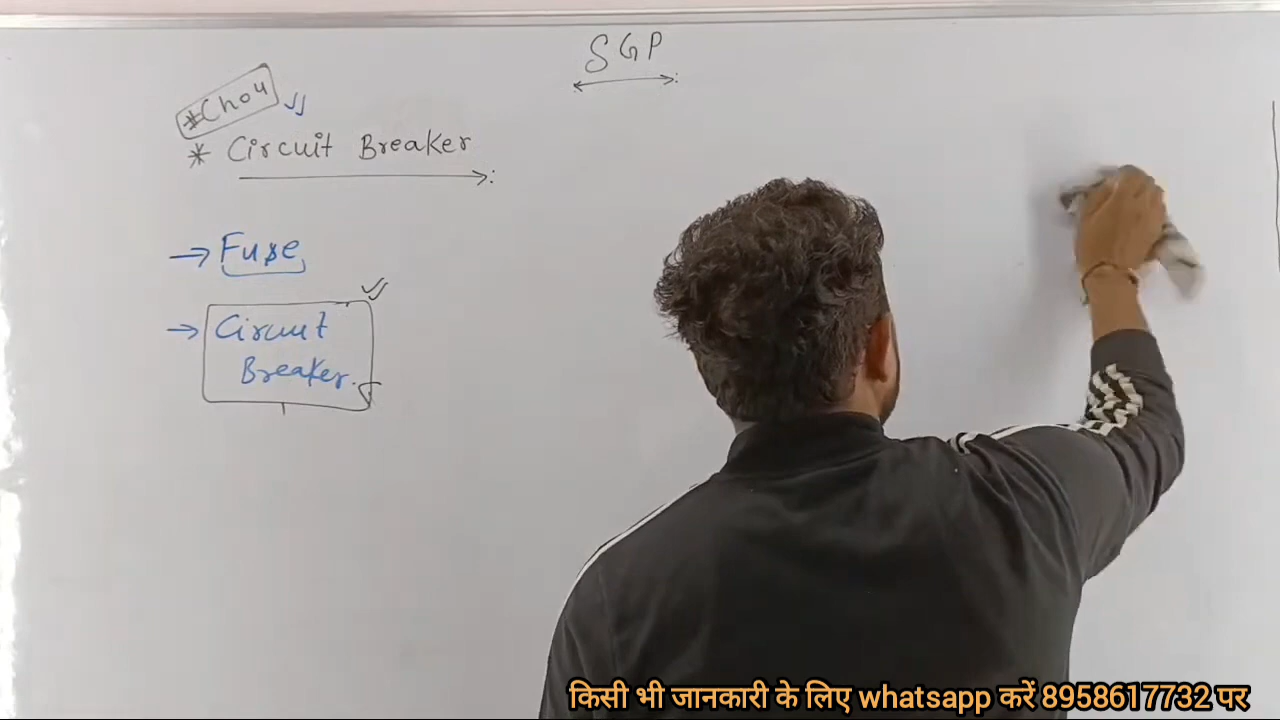 SGP
#Ch04
* Circuit Breaker
→ Fuse
→ Circuit
Breaker.
किसी भी जानकारी के लिए whatsapp करें 8958617732 पर